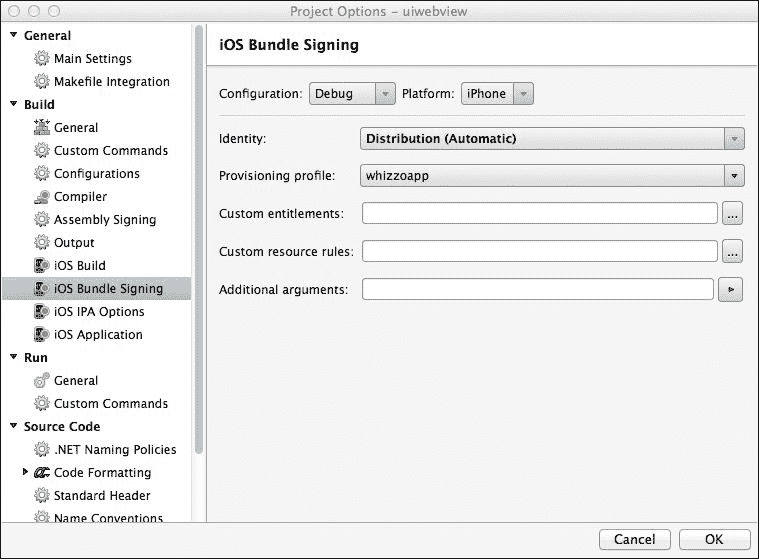 Project Options – uiwebview
General
Main Settings
Makefile Integration
Build
General
Custom Commands
Configurations
Compiler
Assembly Signing
Output
iOS Build
iOS Bundle Signing
iOS IPA Options
iOS Application
Run
General
Custom Commands
Source Code
.NET Naming Policies
Code Formatting
Standard Header
Name Conventions
iOS Bundle Signing
Configuration: Debug Platform: iPhone
Identity: Distribution (Automatic)
Provisioning profile: whizzoapp
Custom entitlements: ...
Custom resource rules: ...
Additional arguments:
Cancel OK